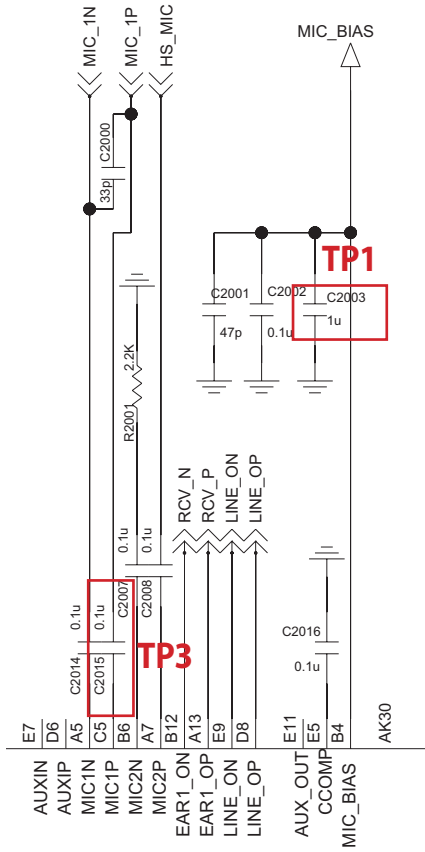 MIC_1N
MIC_1P
HS_MIC
MIC_BIAS
C2000
33p
TP1
C2001
47p
C2002
0.1u
C2003
1u
2.2K
R2001
RCV_N
RCV_P
LINE_ON
LINE_OP
0.1u
0.1u
C2007
C2008
0.1u
0.1u
C2014
C2015
TP3
C2016
0.1u
E7
D6
A5
C5
B6
A7
B12
A13
E9
D8
E11
E5
B4
AK30
AUXIN
AUXIP
MIC1N
MIC1P
MIC2N
MIC2P
EAR1_ON
EAR1_OP
LINE_ON
LINE_OP
AUX_OUT
CCOMP
MIC_BIAS